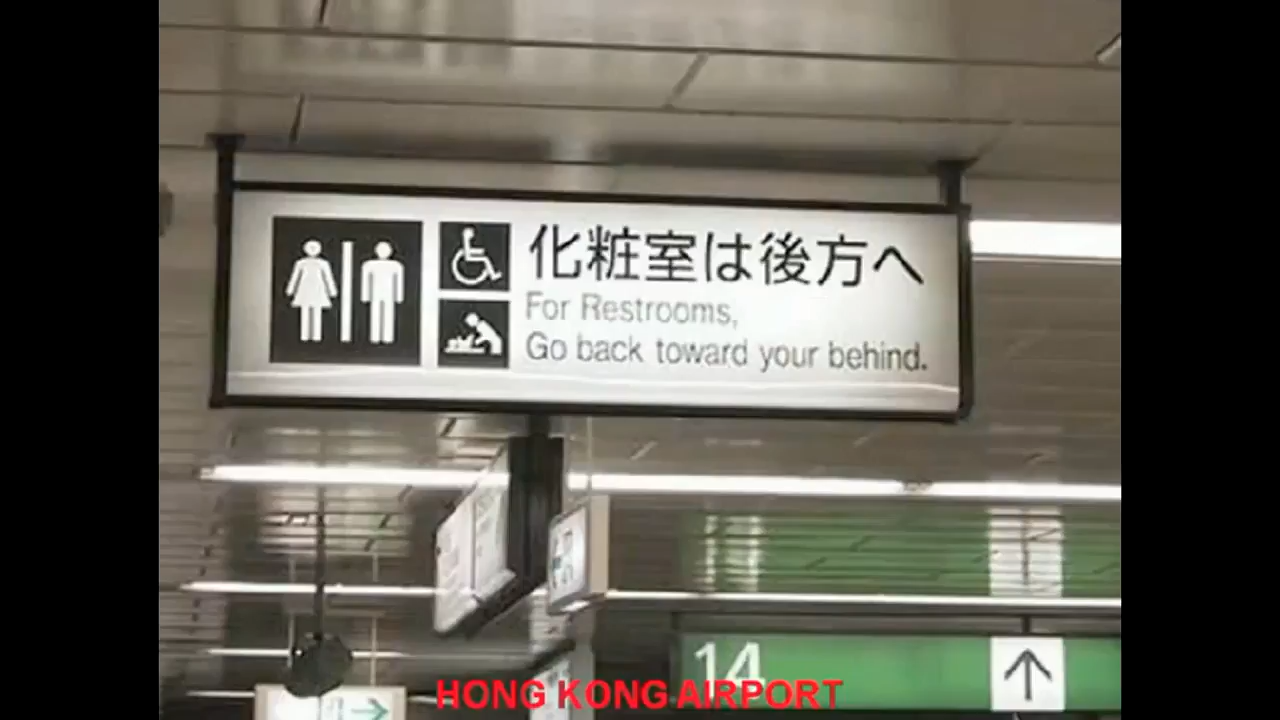 化粧室は後方へ
For Restrooms,
Go back toward your behind.
14
HONG KONG AIRPORT